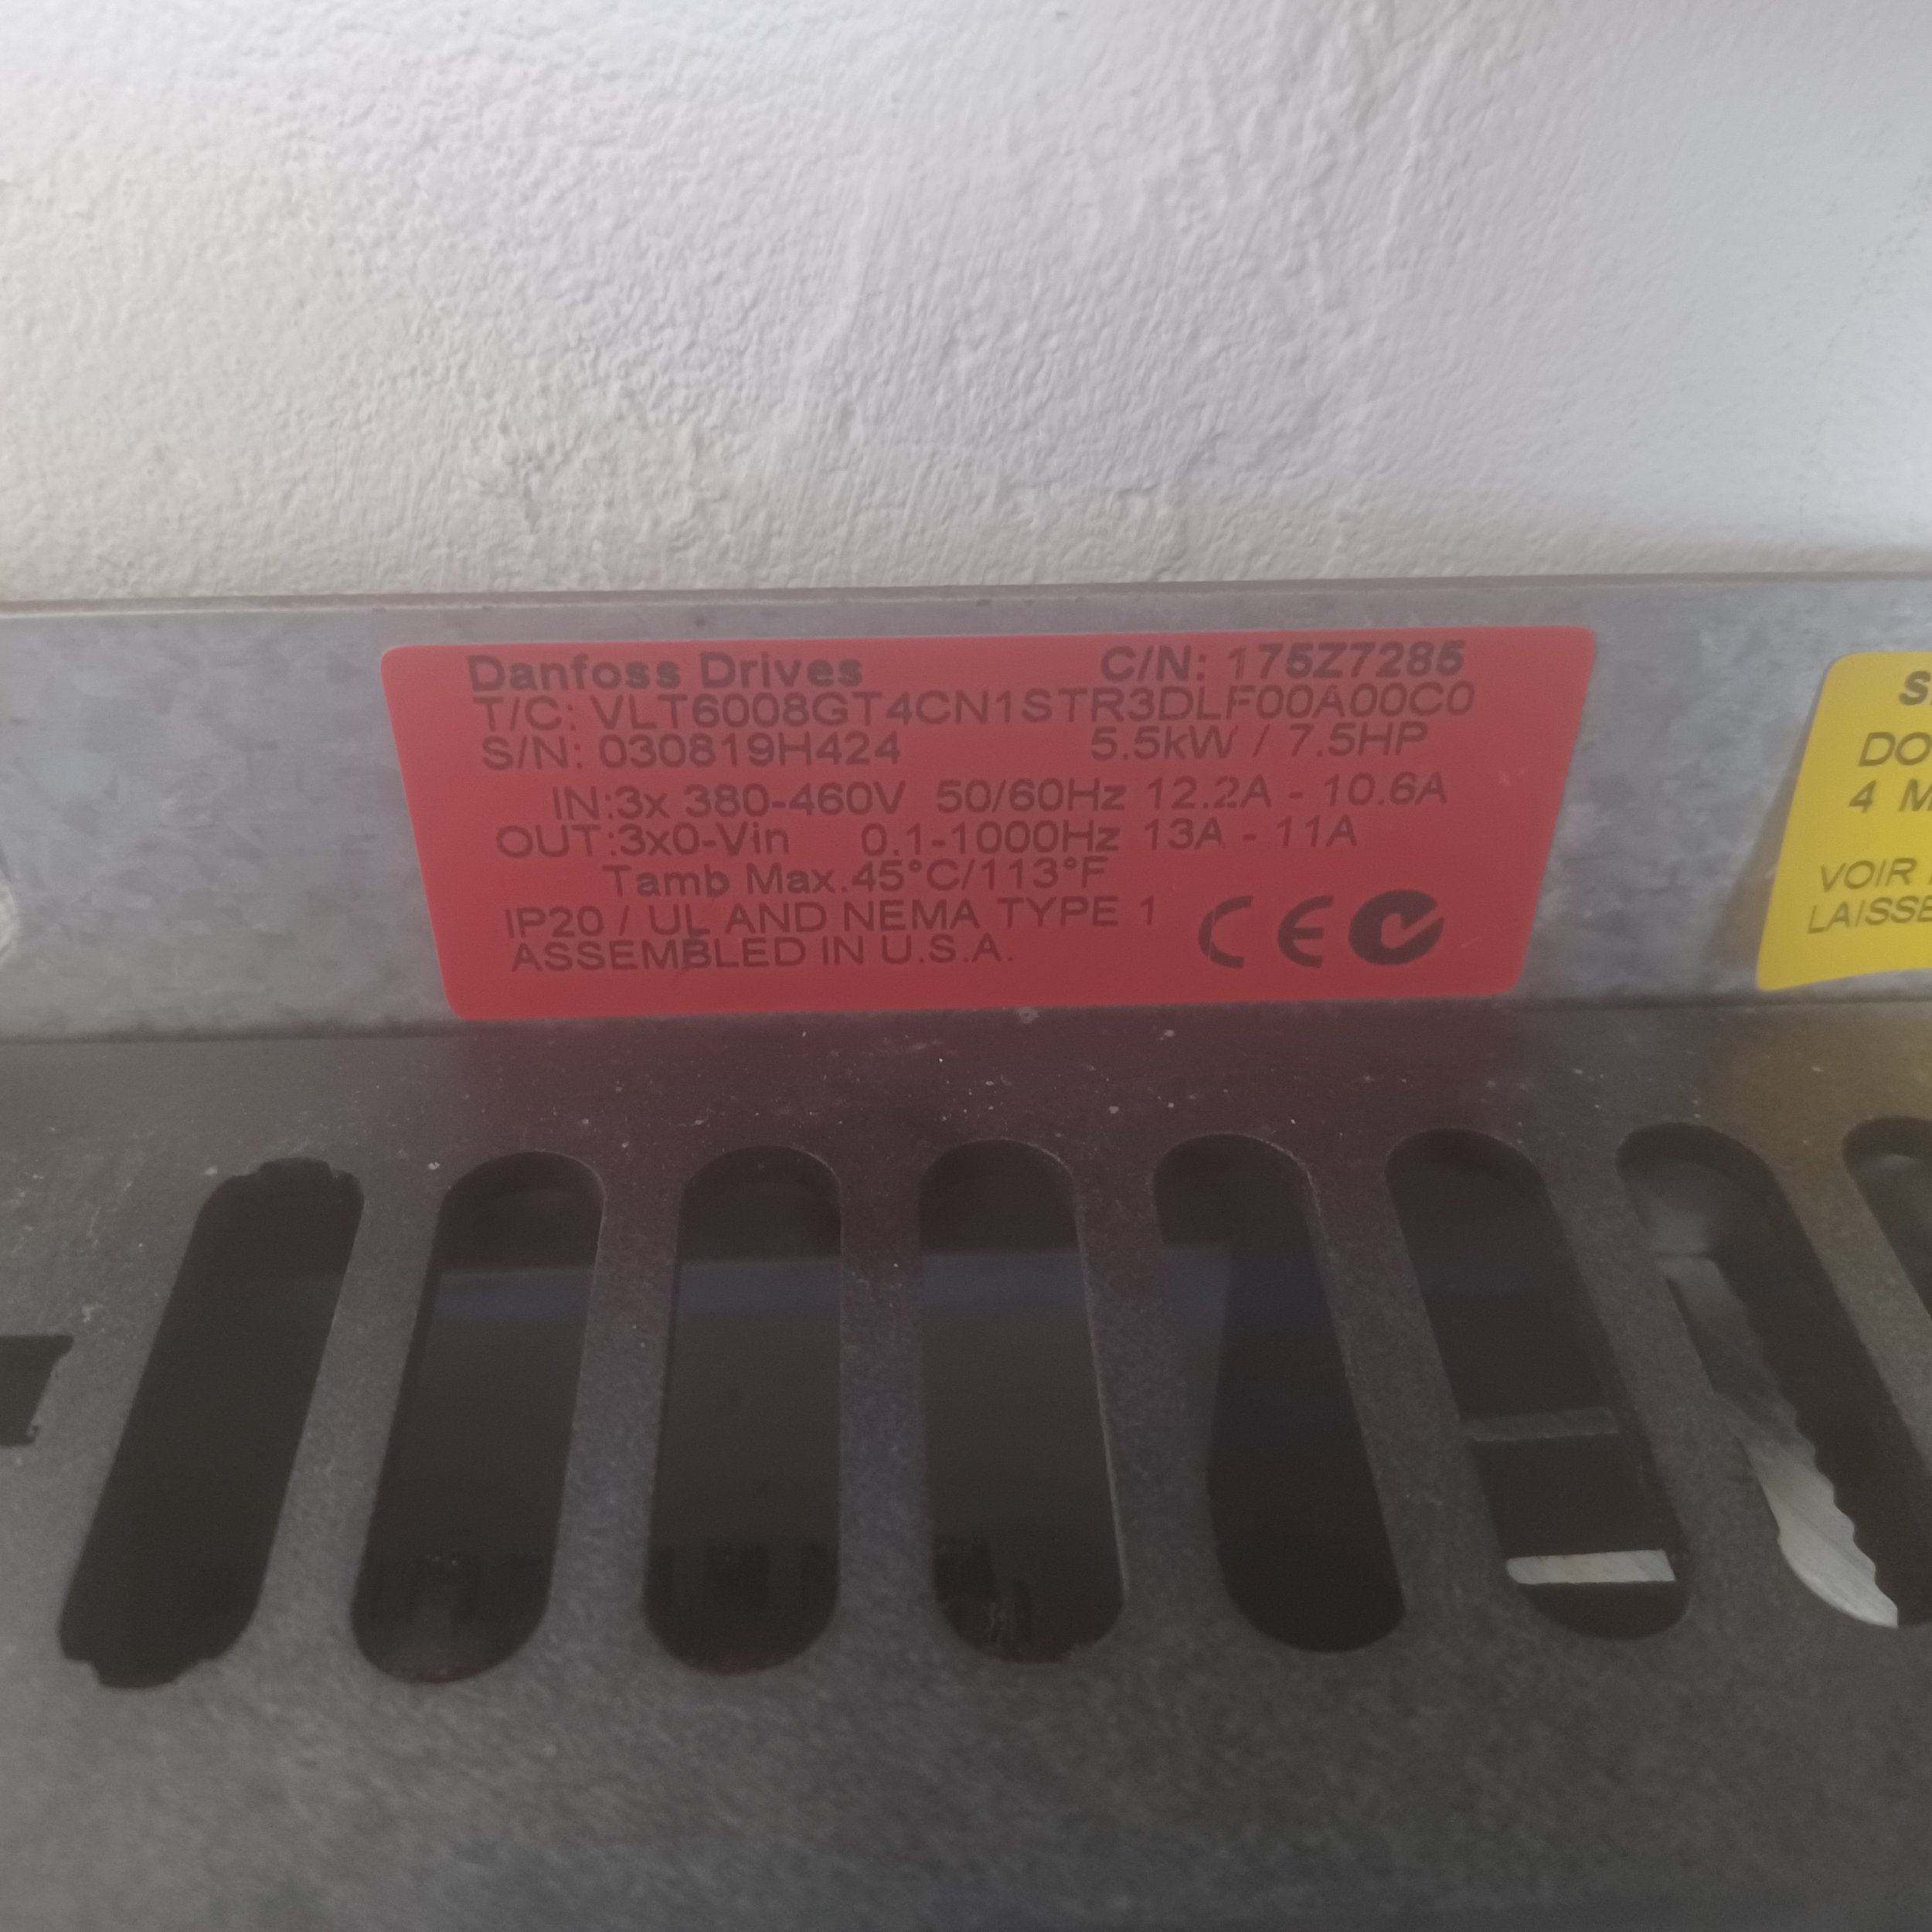 Danfoss Drives C/N: 175Z7285
T/C: VLT6008GT4CN1STR3DLF00A00C0
S/N: 030819H424 5.5kW / 7.5HP
IN:3x 380-460V 50/60Hz 12.2A - 10.6A
OUT:3x0-Vin 0.1-1000Hz 13A - 11A
Tamb Max.45°C/113°F
IP20 / UL AND NEMA TYPE 1
ASSEMBLED IN U.S.A.
CE
DO
4 M
VOIR
LAISSE